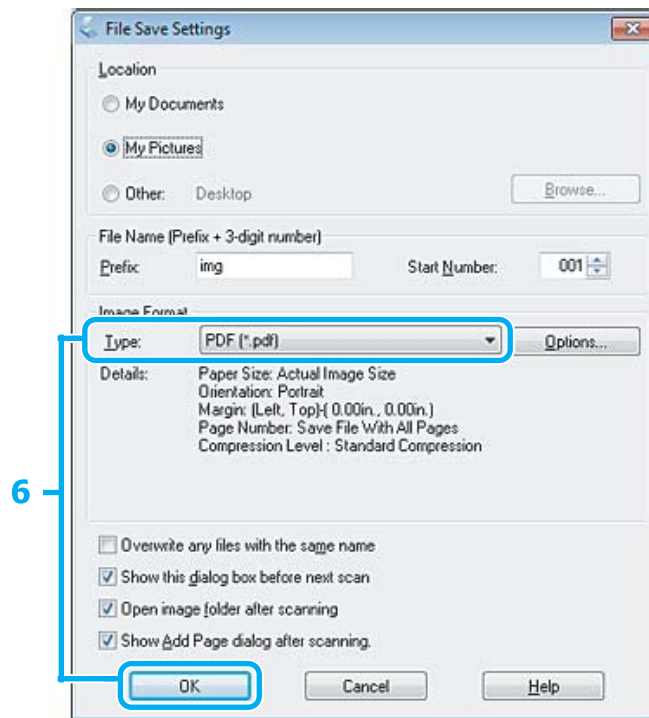 File Save Settings
Location
My Documents
My Pictures
Other: Desktop Browse...
File Name (Prefix + 3-digit number)
Prefix: img Start Number: 001
Image Format
Type: PDF (*.pdf) Options...
Details: Paper Size: Actual Image Size
Orientation: Portrait
Margin: (Left, Top)-( 0.00in., 0.00in.)
Page Number: Save File With All Pages
Compression Level : Standard Compression
6
Overwrite any files with the same name
Show this dialog box before next scan
Open image folder after scanning
Show Add Page dialog after scanning.
OK Cancel Help